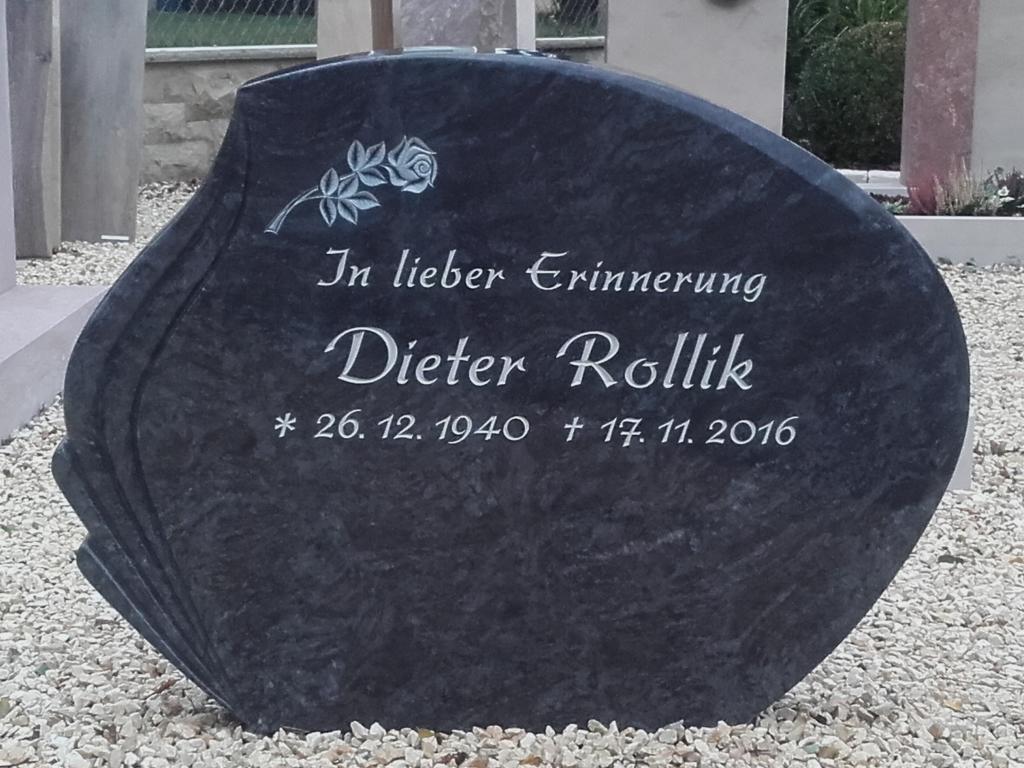 In lieber Erinnerung
Dieter Rollik
* 26. 12. 1940 † 17. 11. 2016